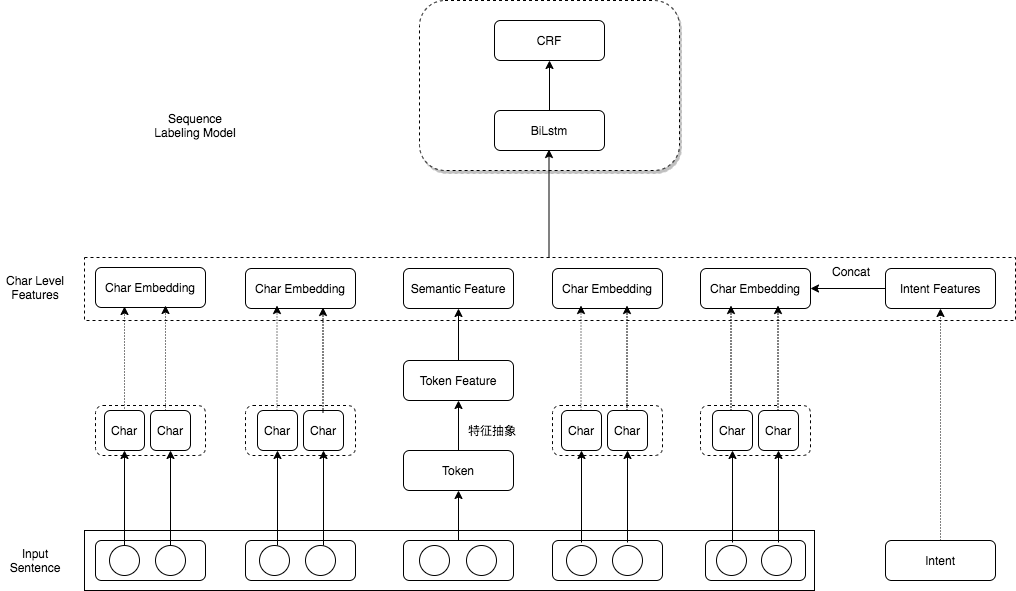 CRF
Sequence
Labeling Model
BiLstm
Char Level
Features
Char Embedding
Char Embedding
Semantic Feature
Char Embedding
Char Embedding
Concat
Intent Features
Token Feature
Char
Char
Char
Char
特征抽象
Char
Char
Char
Char
Token
Input
Sentence
Intent